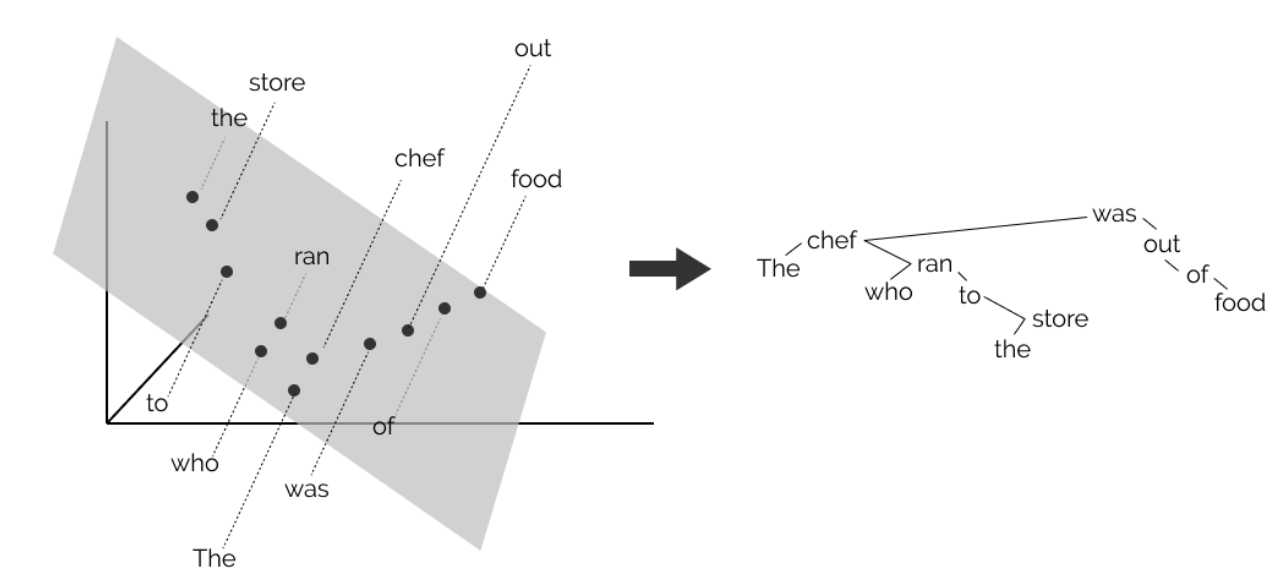 out
store
the
chef
food
ran
to
of
who
was
The
was
chef
out
The
ran
of
who
to
food
store
the